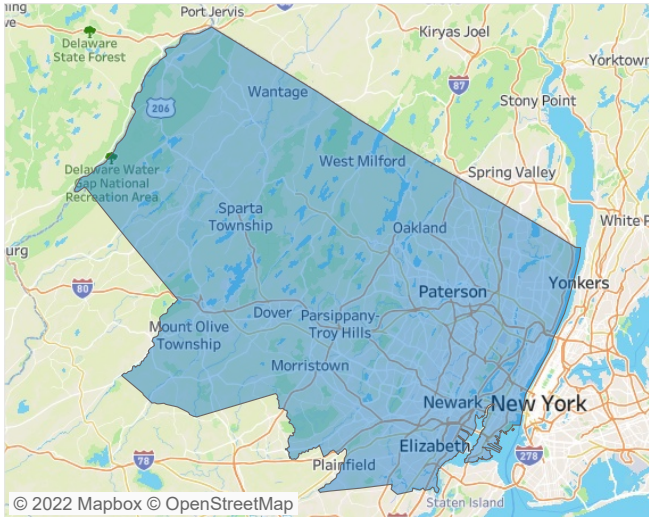 ning
ve
Port Jervis
Delaware
State Forest
Kiryas Joel
Yorktown
Wantage
206
87
Stony Point
Delaware Water
Gap National
Recreation Area
West Milford
Spring Valley
Sparta
Township
Oakland
White P
urg
80
Paterson
Yonkers
Dover
Parsippany-
Troy Hills
Mount Olive
Township
Morristown
Newark
New York
Elizabeth
78
Plainfield
278
Staten Island
© 2022 Mapbox © OpenStreetMap